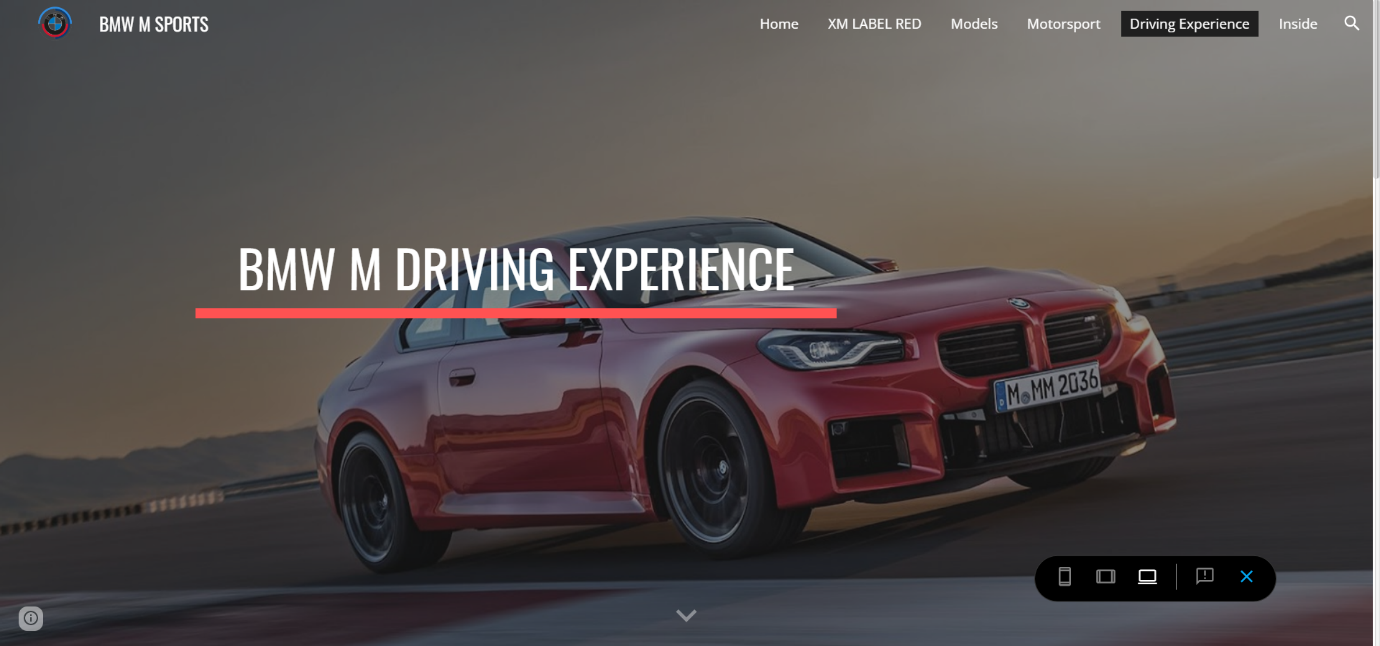 BMW M SPORTS
Home XM LABEL RED Models Motorsport Driving Experience Inside
BMW M DRIVING EXPERIENCE
M MM 2036